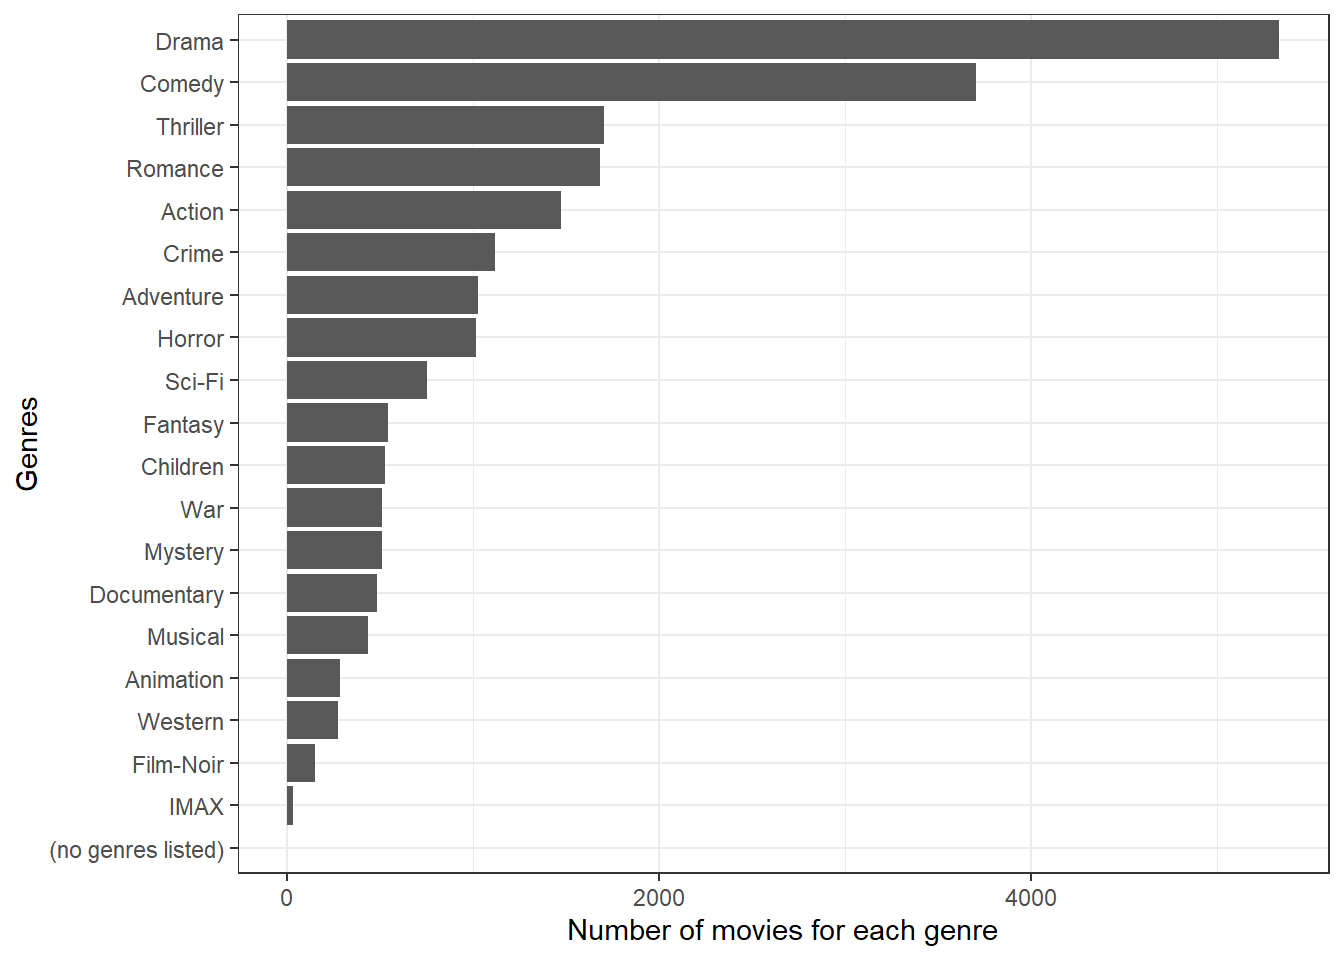 Drama
Comedy
Thriller
Romance
Action
Crime
Adventure
Horror
Sci-Fi
Fantasy
Children
War
Mystery
Documentary
Musical
Animation
Western
Film-Noir
IMAX
(no genres listed)
Genres
0 2000 4000
Number of movies for each genre